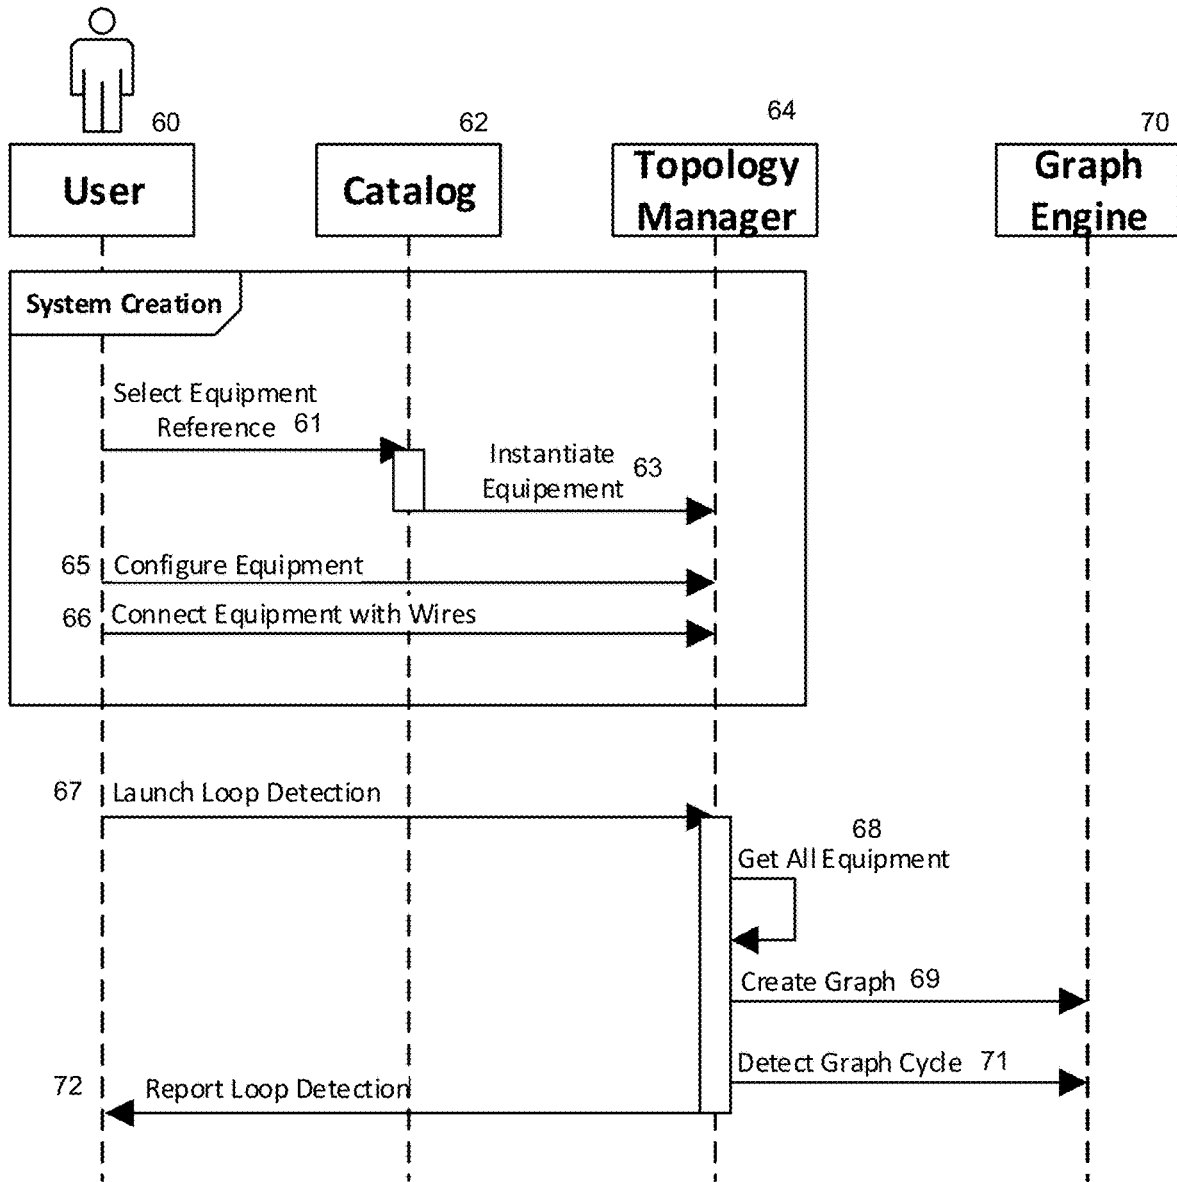 60
62
64
70
User
Catalog
Topology
Manager
Graph
Engine
System Creation
Select Equipment
Reference 61
Instantiate
Equipement 63
65 Configure Equipment
66 Connect Equipment with Wires
67 Launch Loop Detection
68
Get All Equipment
Create Graph 69
Detect Graph Cycle 71
72 Report Loop Detection